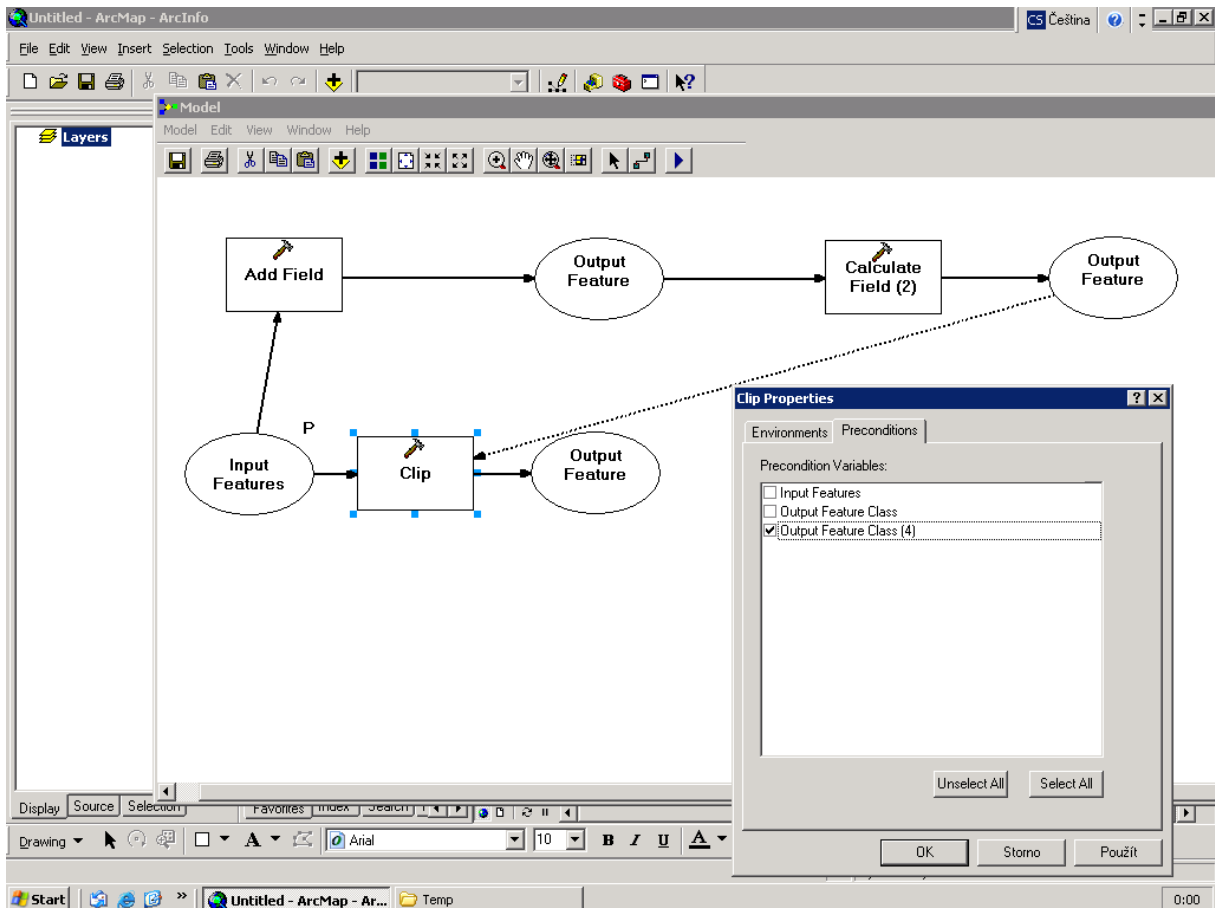 Untitled - ArcMap - ArcInfo
CS Čeština
File Edit View Insert Selection Tools Window Help
Model
Layers
Model Edit View Window Help
Add Field
Output
Feature
Calculate
Field (2)
Output
Feature
P
Input
Features
Clip
Output
Feature
Clip Properties
Environments Preconditions
Precondition Variables:
Input Features
Output Feature Class
Output Feature Class (4)
Unselect All Select All
Display Source Selection Favorites Index Search
Drawing A Arial 10 B I U A
OK Storno Použít
Start Untitled - ArcMap - Ar... Temp 0:00